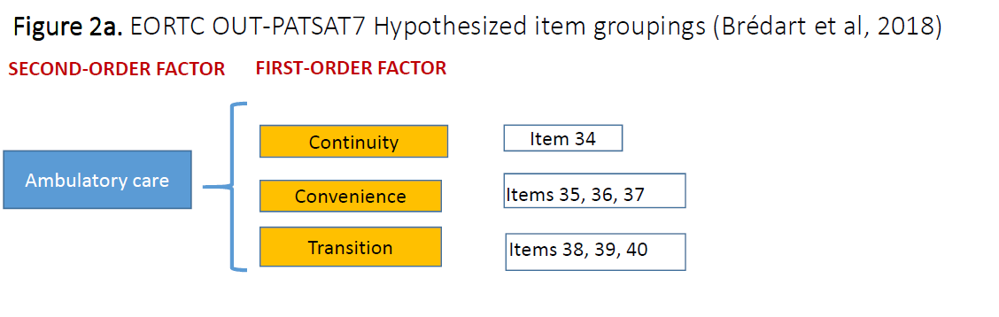 Figure 2a. EORTC OUT-PATSAT7 Hypothesized item groupings (Brédart et al, 2018)
SECOND-ORDER FACTOR FIRST-ORDER FACTOR
Continuity Item 34
Ambulatory care
Convenience Items 35, 36, 37
Transition Items 38, 39, 40